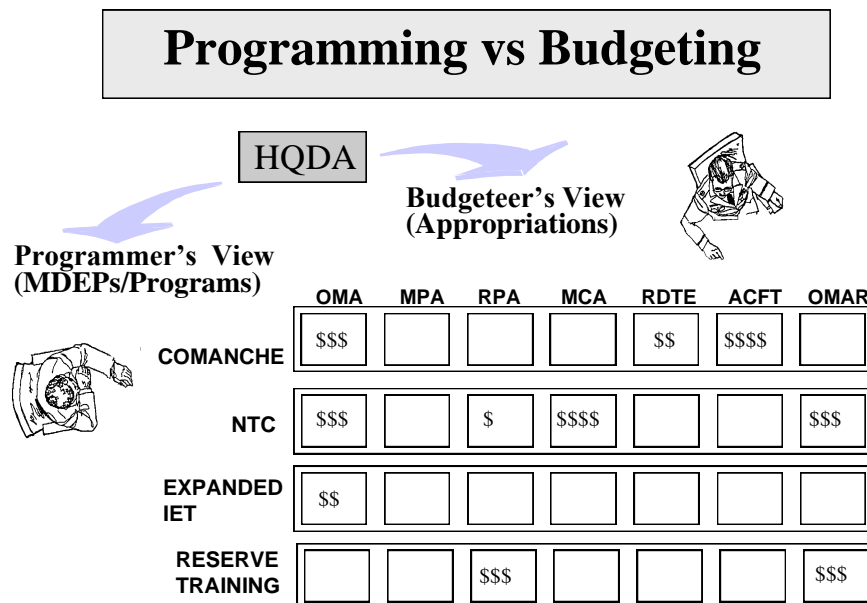 Programming vs Budgeting
HQDA
Budgeteer's View
(Appropriations)
Programmer's View
(MDEPs/Programs)
OMA MPA RPA MCA RDTE ACFT OMAR
COMANCHE $$$ $$ $$$$
NTC $$$ $ $$$$ $$$
EXPANDED
IET $$
RESERVE
TRAINING $$$ $$$